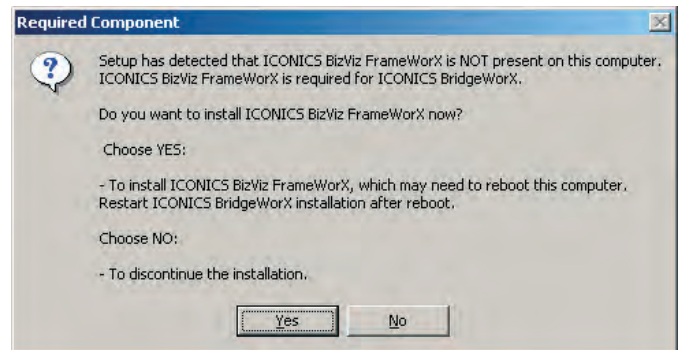 Required Component
Setup has detected that ICONICS BizViz FrameWorX is NOT present on this computer.
ICONICS BizViz FrameWorX is required for ICONICS BridgeWorX.
Do you want to install ICONICS BizViz FrameWorX now?
Choose YES:
- To install ICONICS BizViz FrameWorX, which may need to reboot this computer.
Restart ICONICS BridgeWorX installation after reboot.
Choose NO:
- To discontinue the installation.
Yes No